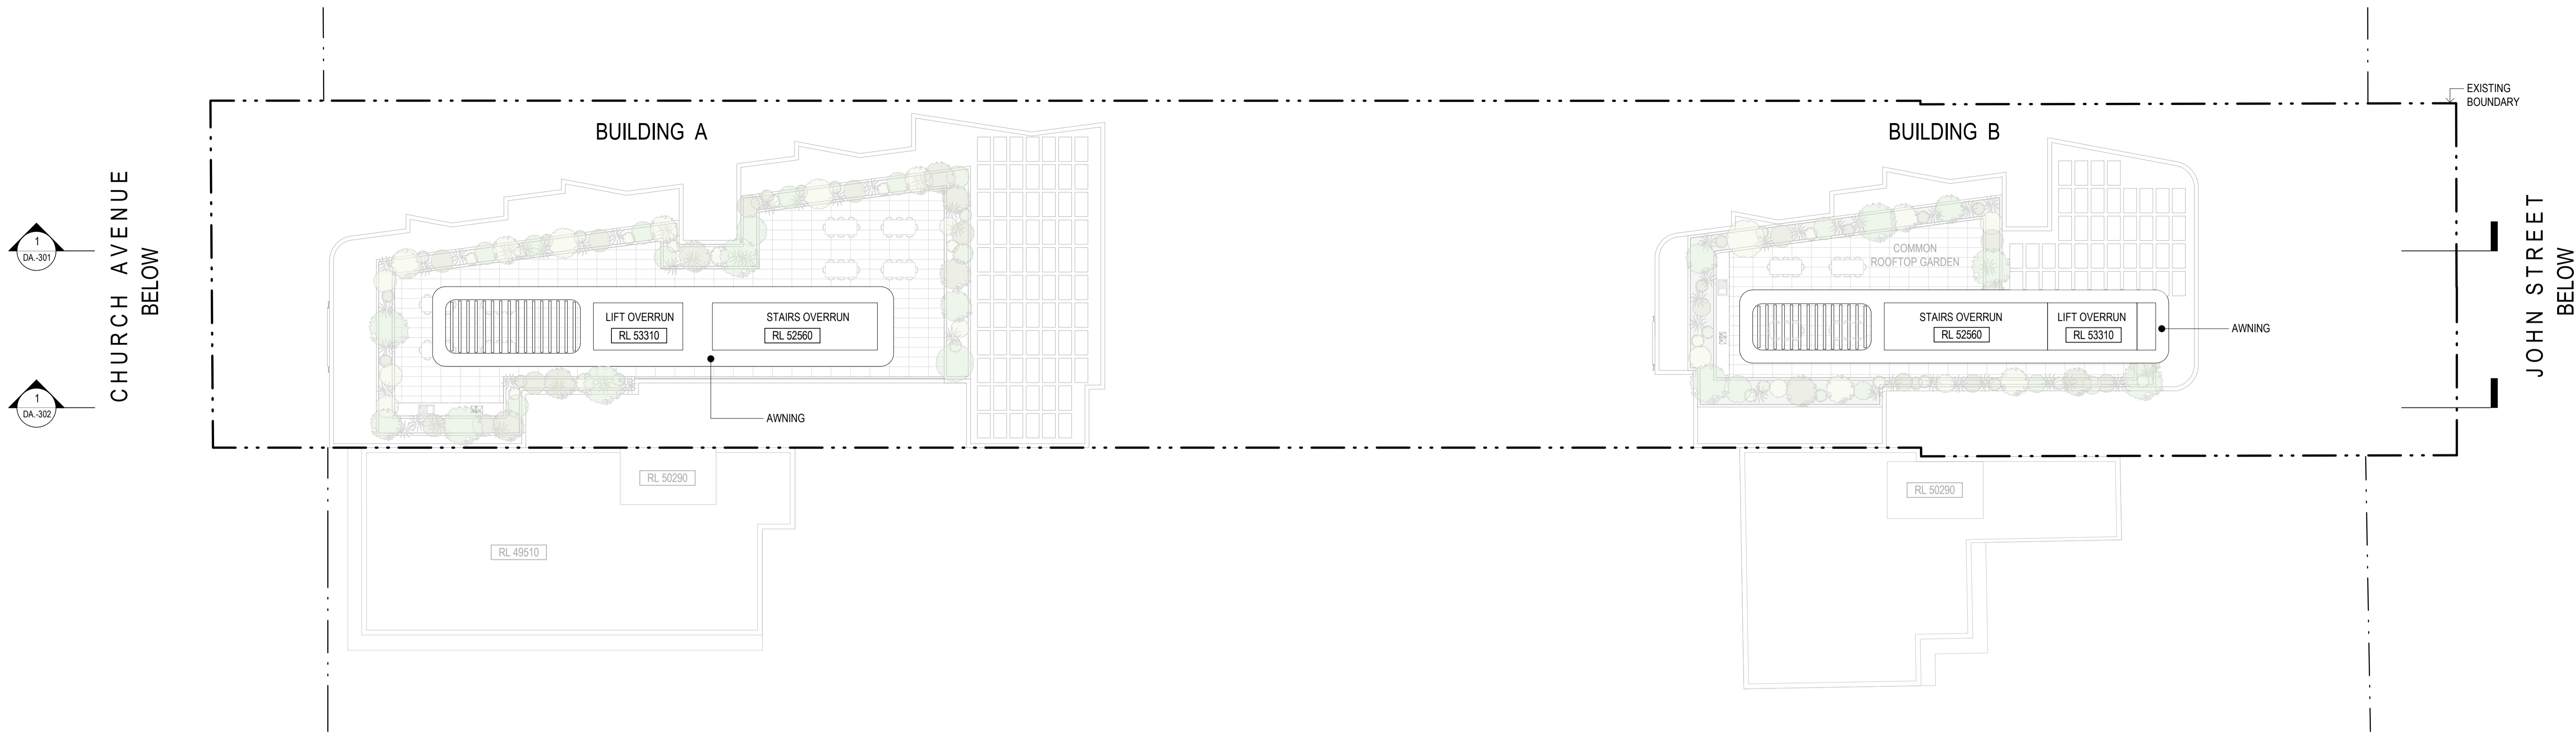 EXISTING
BOUNDARY
BUILDING A
BUILDING B
CHURCH AVENUE
BELOW
JOHN STREET
BELOW
1
DA.-301
COMMON
ROOFTOP GARDEN
LIFT OVERRUN
RL 53310
STAIRS OVERRUN
RL 52560
STAIRS OVERRUN
RL 52560
LIFT OVERRUN
RL 53310
AWNING
1
DA.-302
AWNING
RL 50290
RL 50290
RL 49510